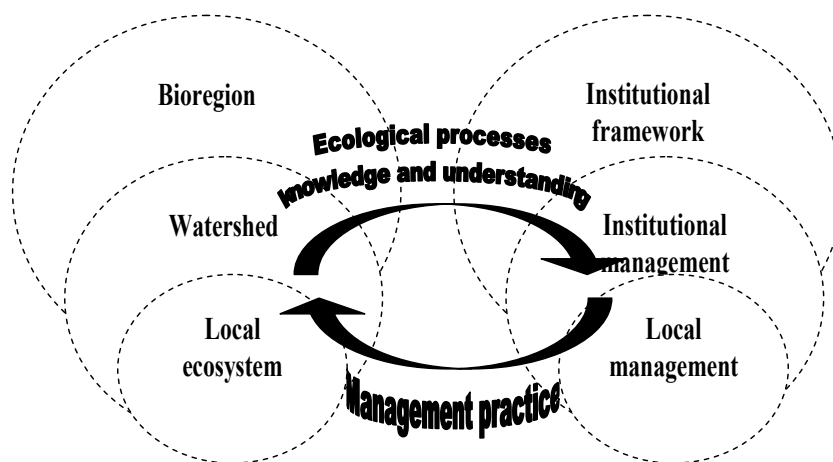 Bioregion
Institutional
framework
Ecological processes
knowledge and understanding
Watershed
Institutional
management
Local
ecosystem
Local
management
Management practice